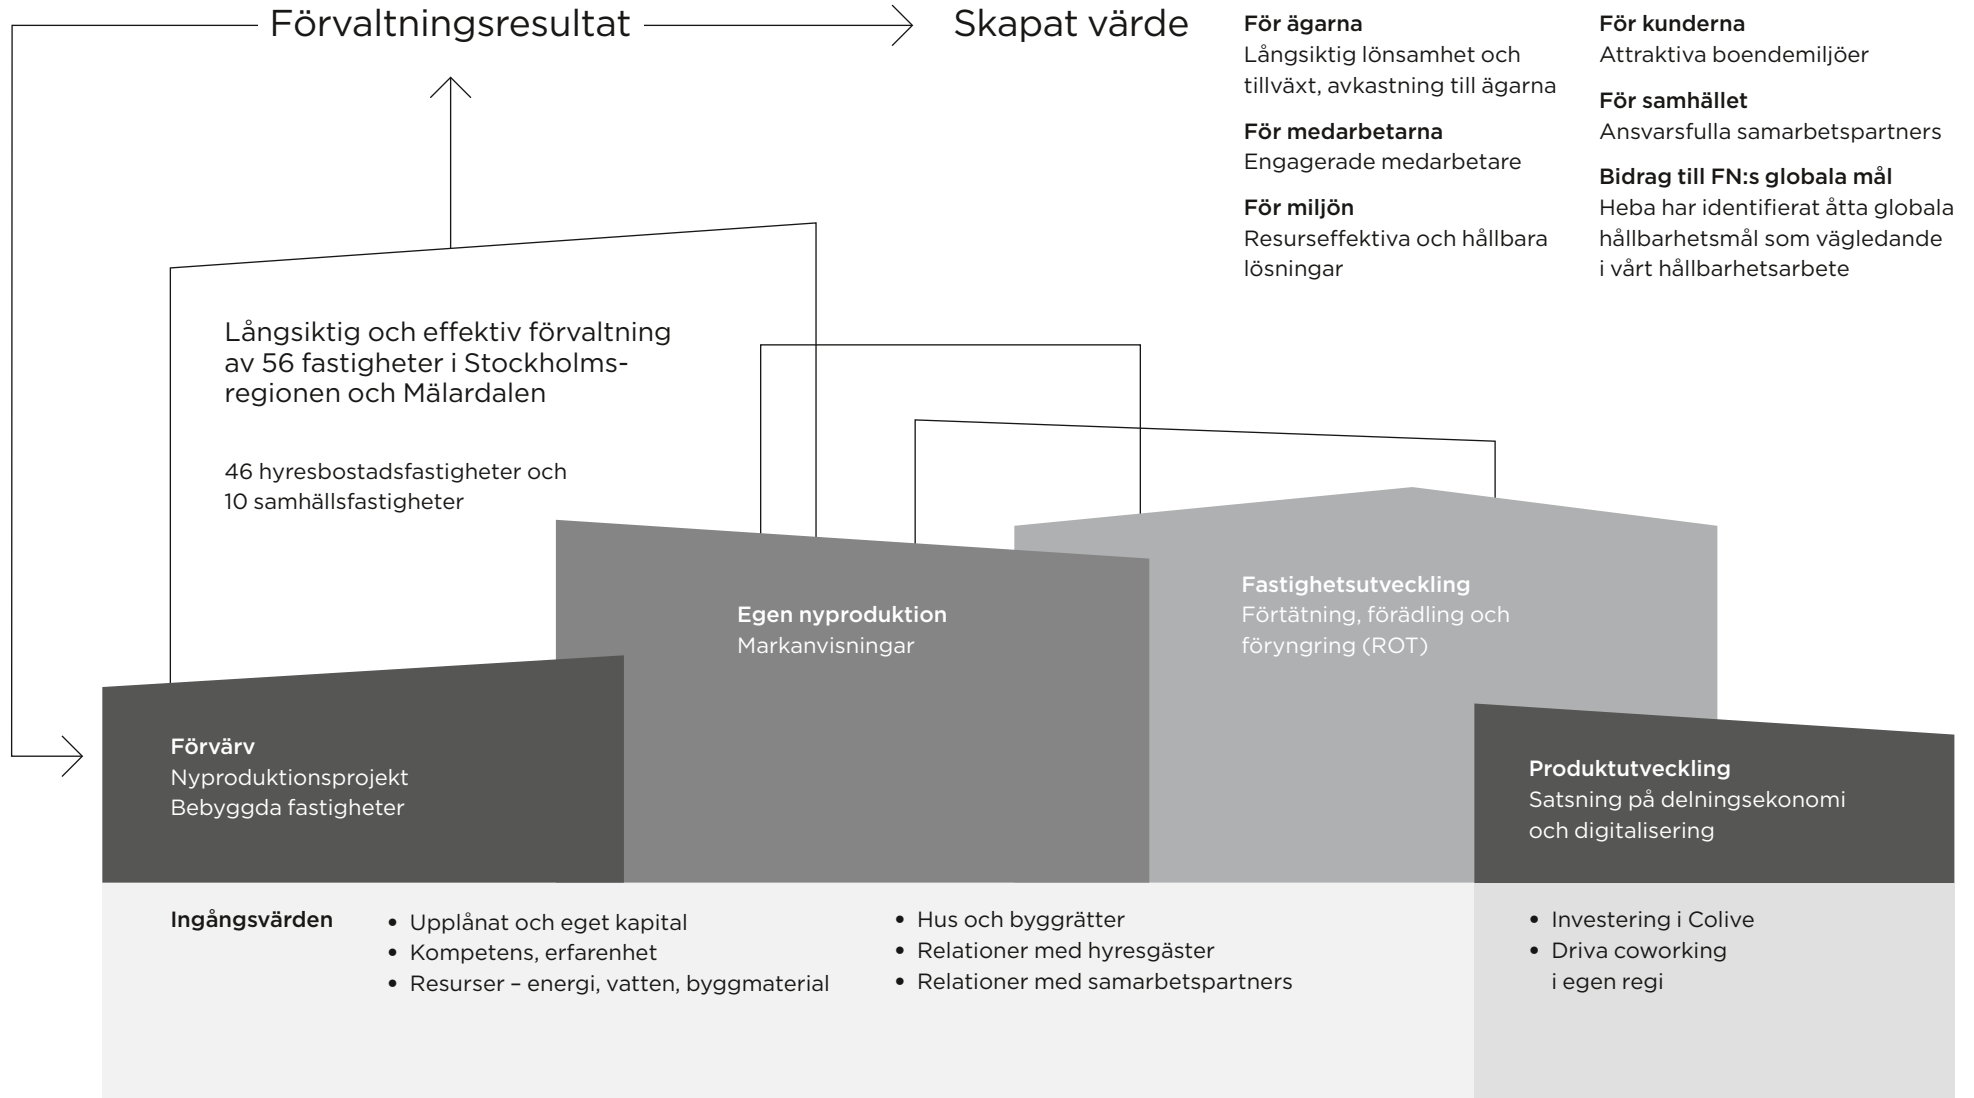 Förvaltningsresultat
Skapat värde
För ägarna
Långsiktig lönsamhet och
tillväxt, avkastning till ägarna
För medarbetarna
Engagerade medarbetare
För miljön
Resurseffektiva och hållbara
lösningar
För kunderna
Attraktiva boendemiljöer
För samhället
Ansvarsfulla samarbetspartners
Bidrag till FN:s globala mål
Heba har identifierat åtta globala
hållbarhetsmål som vägledande
i vårt hållbarhetsarbete
Långsiktig och effektiv förvaltning
av 56 fastigheter i Stockholms-
regionen och Mälardalen
46 hyresbostadsfastigheter och
10 samhällsfastigheter
Förvärv
Nyproduktionsprojekt
Bebyggda fastigheter
Egen nyproduktion
Markanvisningar
Fastighetsutveckling
Förtätning, förädling och
föryngring (ROT)
Produktutveckling
Satsning på delningsekonomi
och digitalisering
Ingångsvärden
• Upplånat och eget kapital
• Kompetens, erfarenhet
• Resurser – energi, vatten, byggmaterial
• Hus och byggrätter
• Relationer med hyresgäster
• Relationer med samarbetspartners
• Investering i Colive
• Driva coworking
i egen regi